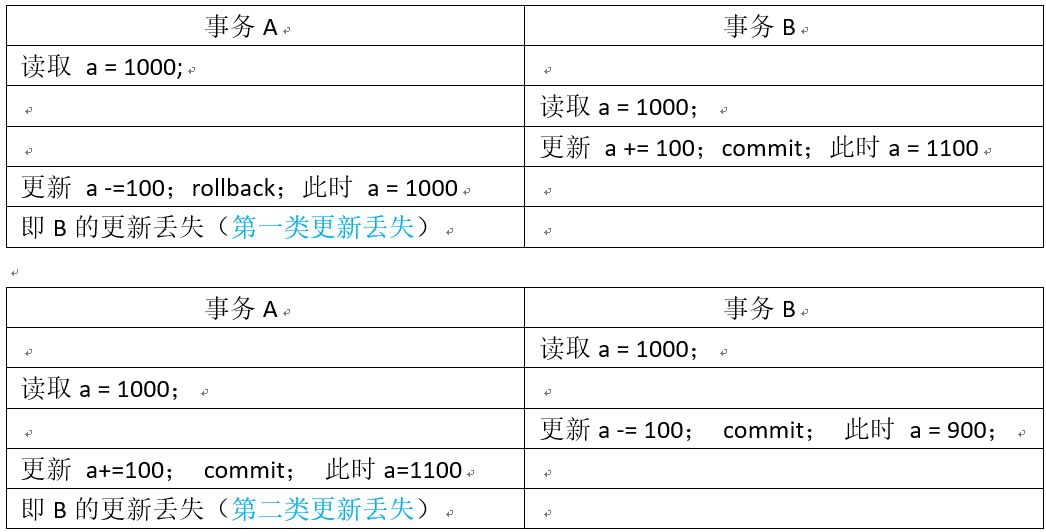 事务 A 事务 B
读取 a = 1000;
读取 a = 1000；
更新 a += 100；commit；此时 a = 1100
更新 a -=100；rollback；此时 a = 1000
即 B 的更新丢失（第一类更新丢失）
事务 A 事务 B
读取 a = 1000；
读取 a = 1000；
更新 a -= 100； commit； 此时 a = 900；
更新 a+=100； commit； 此时 a=1100
即 B 的更新丢失（第二类更新丢失）